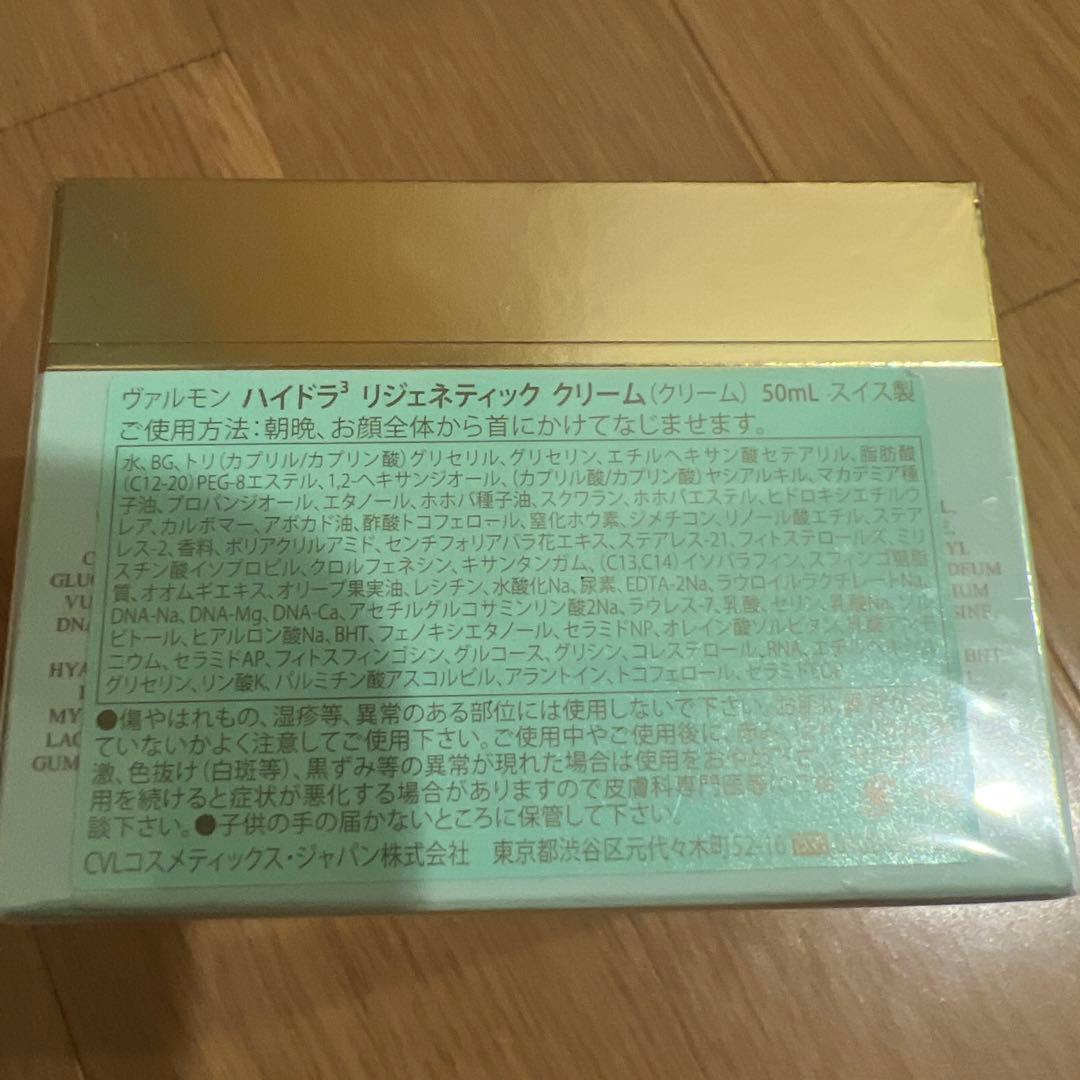 ヴァルモン ハイドラ³ リジェネティック クリーム(クリーム) 50mL スイス製
ご使用方法:朝晩、お顔全体から首にかけてなじませます。
水、BG、トリ(カプリル/カプリン酸)グリセリル、グリセリン、エチルヘキサン酸セテアリル、脂肪酸
(C12-20)PEG-8エステル、1,2-ヘキサンジオール、(カプリル酸/カプリン酸)ヤシアルキル、マカデミア種
子油、プロパンジオール、エタノール、ホホバ種子油、スクワラン、ホホバエステル、ヒドロキシエチルウ
レア、カルボマー、アボカド油、酢酸トコフェロール、窒化ホウ素、ジメチコン、リノール酸エチル、ステア
レス-2、香料、ポリアクリルアミド、センチフォリアバラ花エキス、ステアレス-21、フィトステロールズ、ミリ
スチン酸イソプロピル、クロルフェネシン、キサンタンガム、(C13,C14)イソパラフィン、スフィンゴ糖脂
質、オオムギエキス、オリーブ果実油、レシチン、水酸化Na、尿素、EDTA-2Na、ラウロイルラクチレートNa、
DNA-Na、DNA-Mg、DNA-Ca、アセチルグルコサミンリン酸2Na、ラウレス-7、乳酸、セリン、乳酸Na、ソル
ビトール、ヒアルロン酸Na、BHT、フェノキシエタノール、セラミドNP、オレイン酸ソルビタン、乳酸アンモ
ニウム、セラミドAP、フィトスフィンゴシン、グルコース、グリシン、コレステロール、RNA、エチルヘキシル
グリセリン、リン酸K、パルミチン酸アスコルビル、アラントイン、トコフェロール、セラミドEOP
●傷やはれもの、湿疹等、異常のある部位には使用しないで下さい。
ていないかよく注意してご使用下さい。ご使用中やご使用後に、
激、色抜け(白斑等)、黒ずみ等の異常が現れた場合は使用を
用を続けると症状が悪化する場合がありますので皮膚科専門医等に
談下さい。●子供の手の届かないところに保管して下さい。
CVLコスメティックス・ジャパン株式会社 東京都渋谷区元代々木町52-16